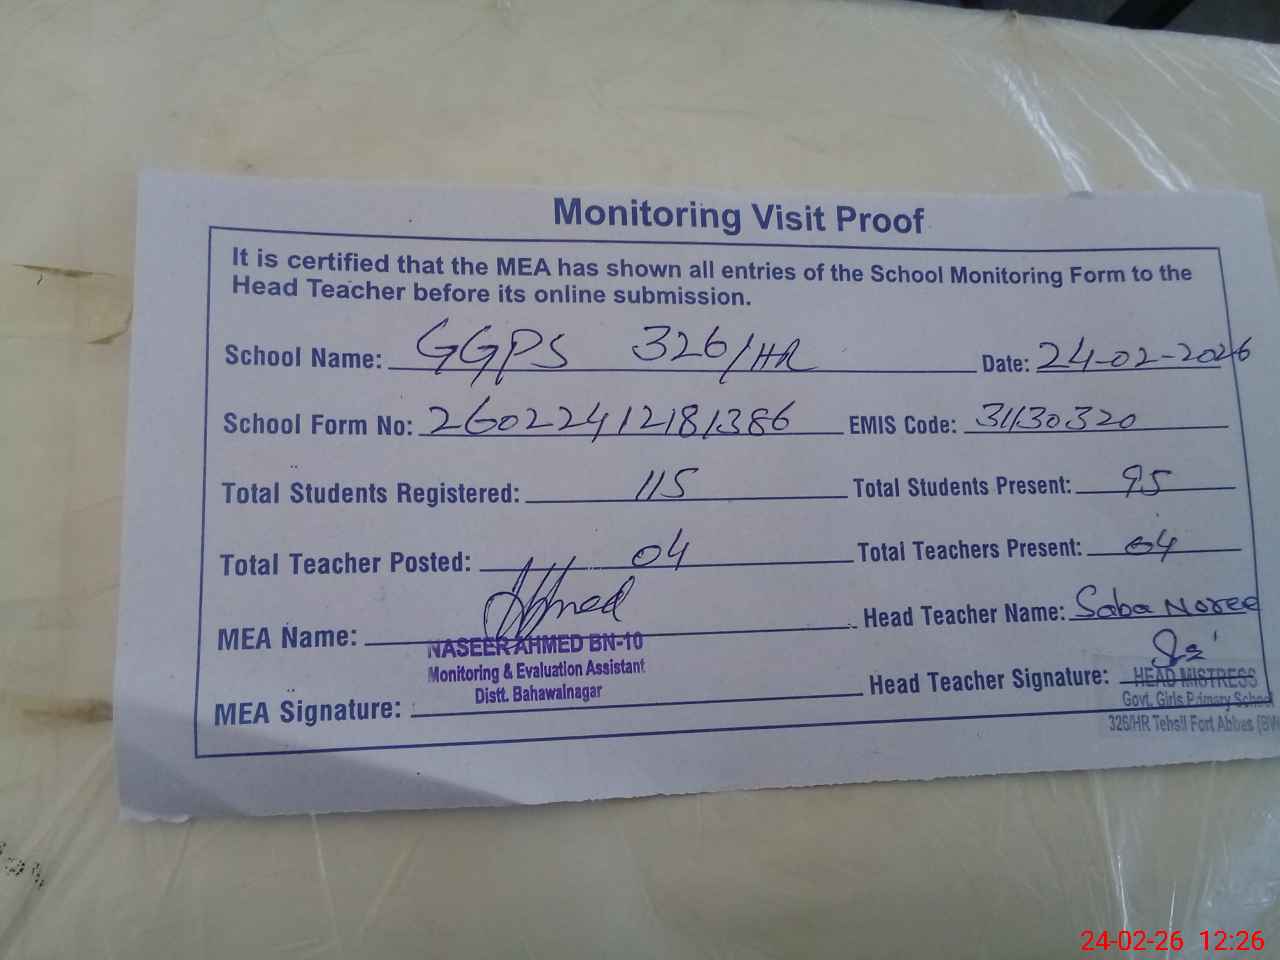 Monitoring Visit Proof
It is certified that the MEA has shown all entries of the School Monitoring Form to the
Head Teacher before its online submission.
School Name: GGPS 326/HR Date: 24-02-2026
School Form No: 26022412181386 EMIS Code: 31130320
Total Students Registered: 115 Total Students Present: 95
Total Teacher Posted: 04 Total Teachers Present: 04
MEA Name: Ahmed Head Teacher Name: Saba Noree
NASEER AHMED BN-10
Monitoring & Evaluation Assistant
Distt. Bahawalnagar
MEA Signature: Head Teacher Signature:
HEAD MISTRESS
Govt. Girls Primary School
326/HR Tehsil Fort Abbas (BW
24-02-26 12:26